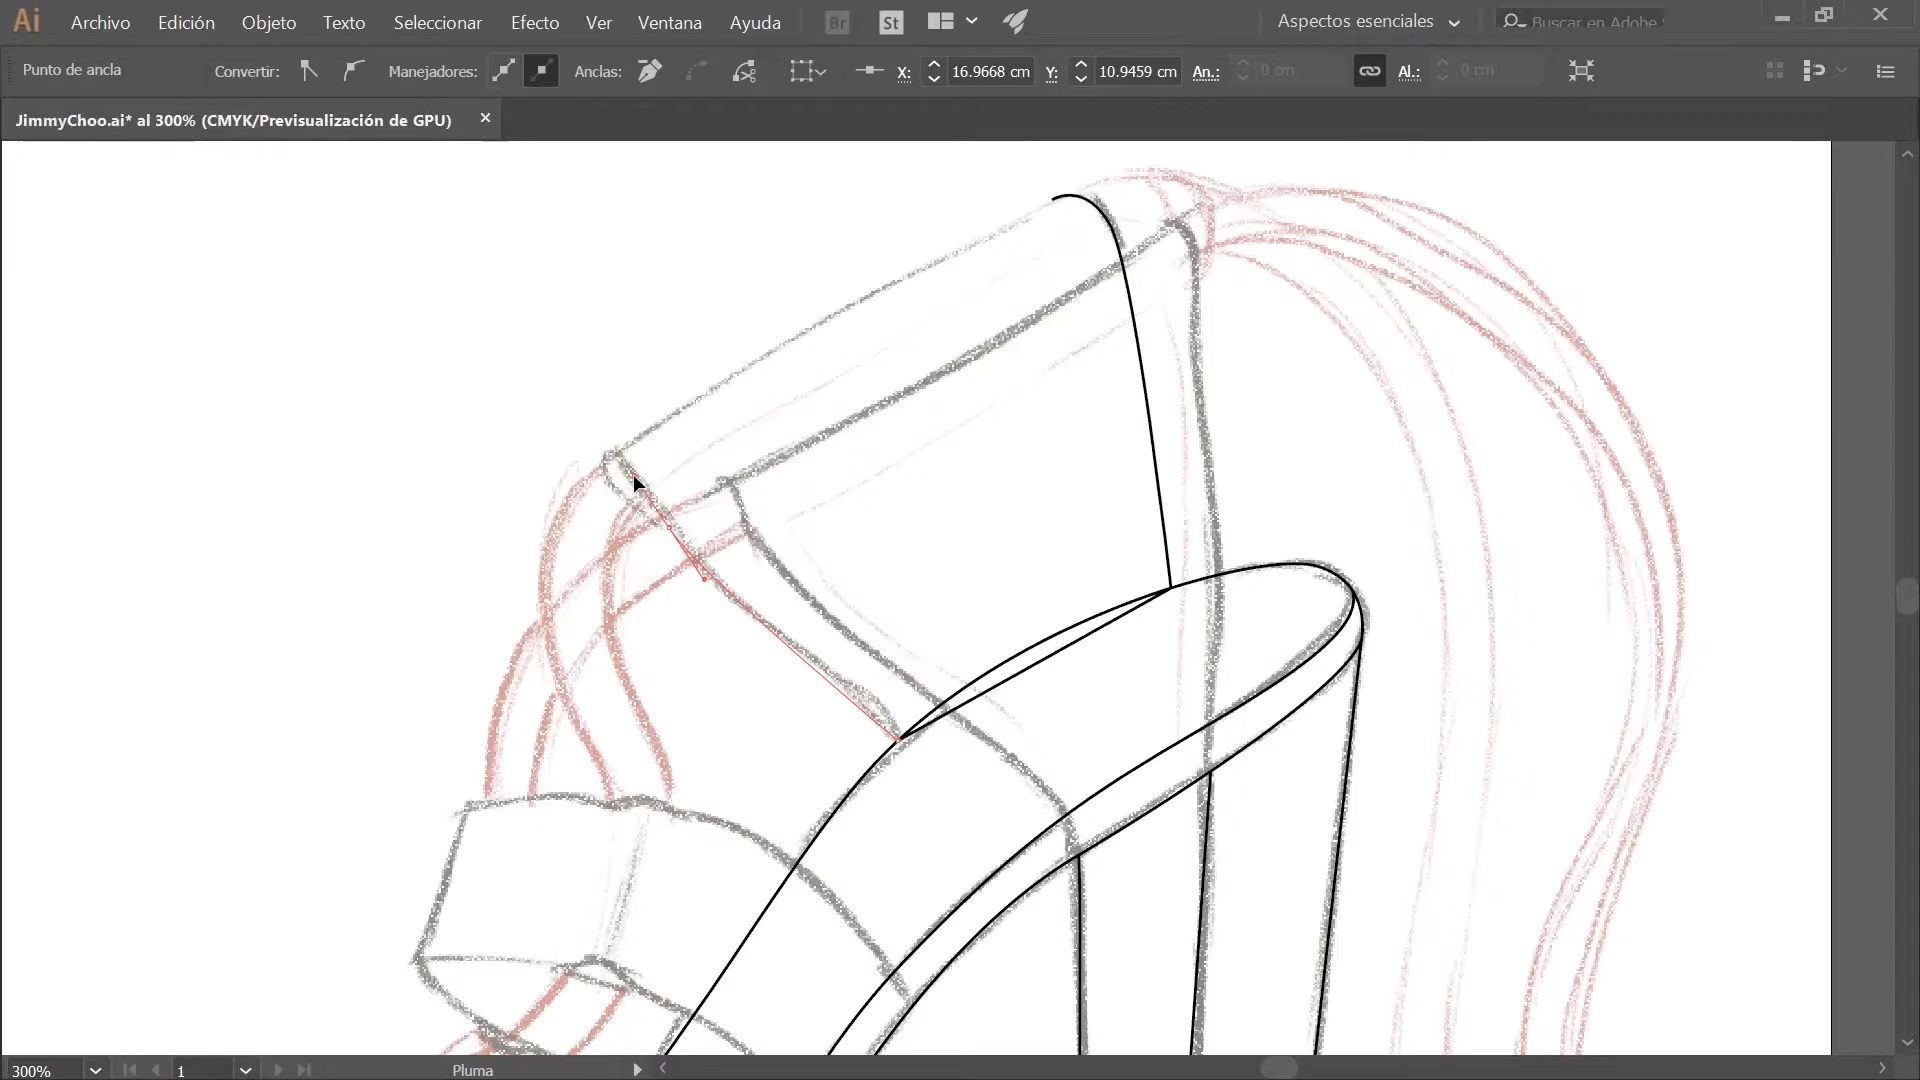 Ai Archivo Edición Objeto Texto Seleccionar Efecto Ver Ventana Ayuda Br St Aspectos esenciales Buscar en Adobe
Punto de ancla Convertir: Manejadores: Anclas: X: 16.9668 cm Y: 10.9459 cm An.: 0 cm Al.: 0 cm
JimmyChoo.ai* al 300% (CMYK/Previsualización de GPU) ×
300% 1 Pluma